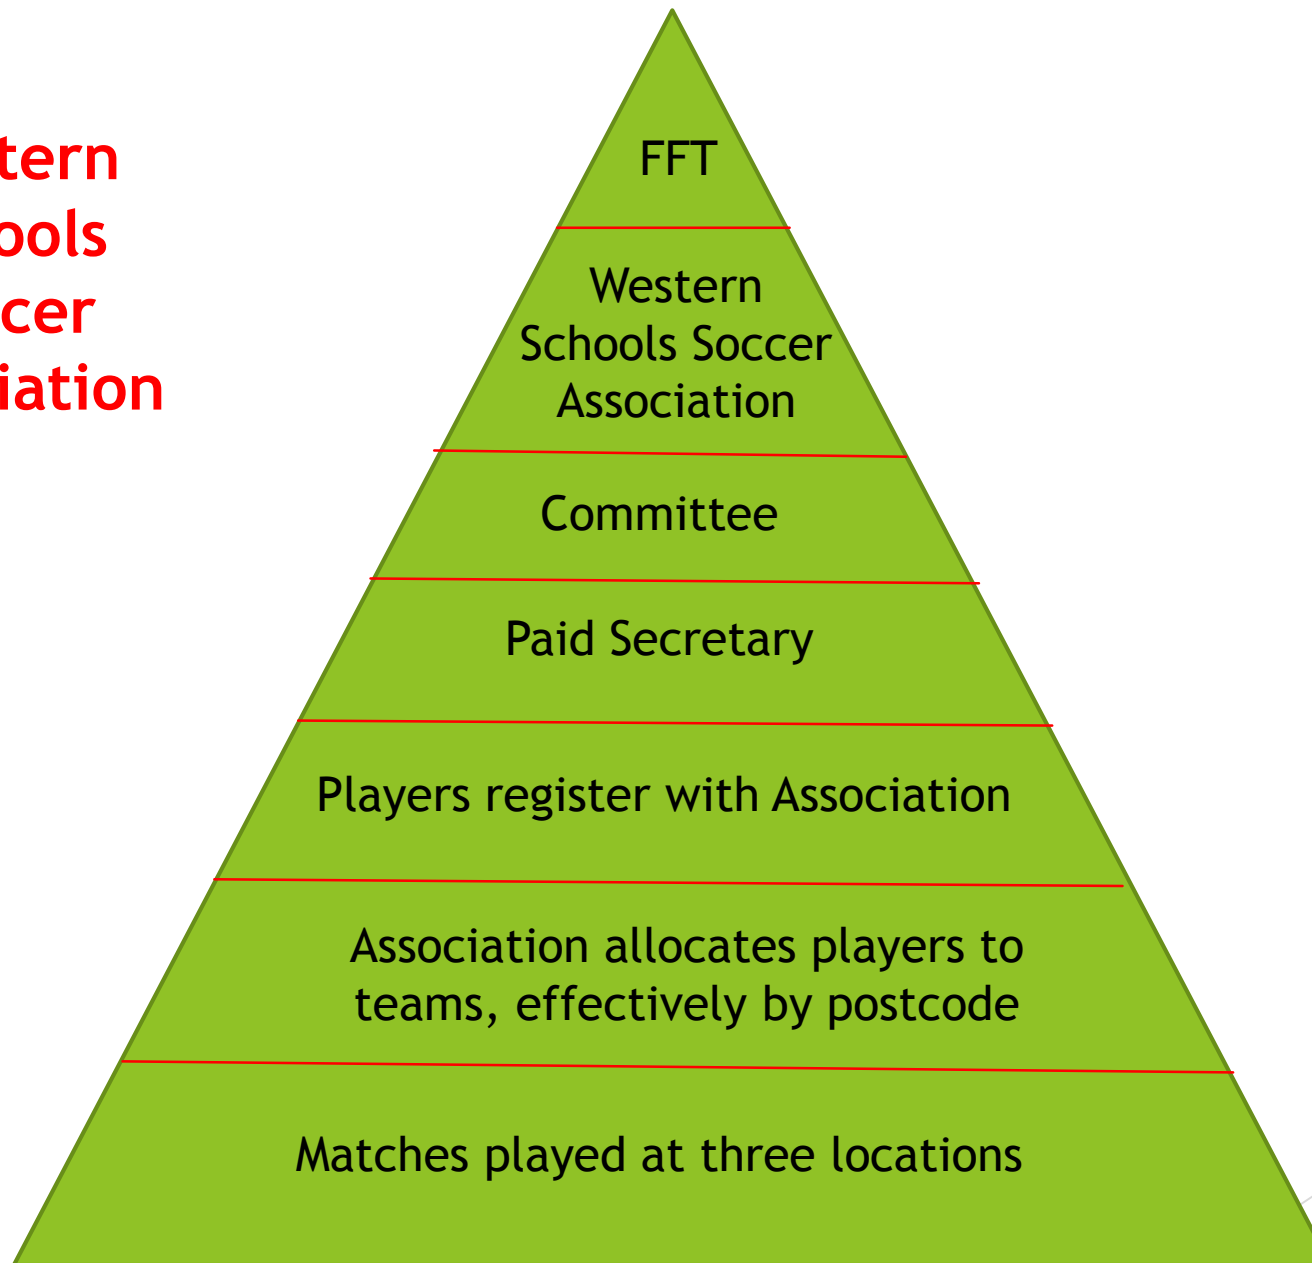 tern
ools
cer
iation
FFT
Western
Schools Soccer
Association
Committee
Paid Secretary
Players register with Association
Association allocates players to
teams, effectively by postcode
Matches played at three locations